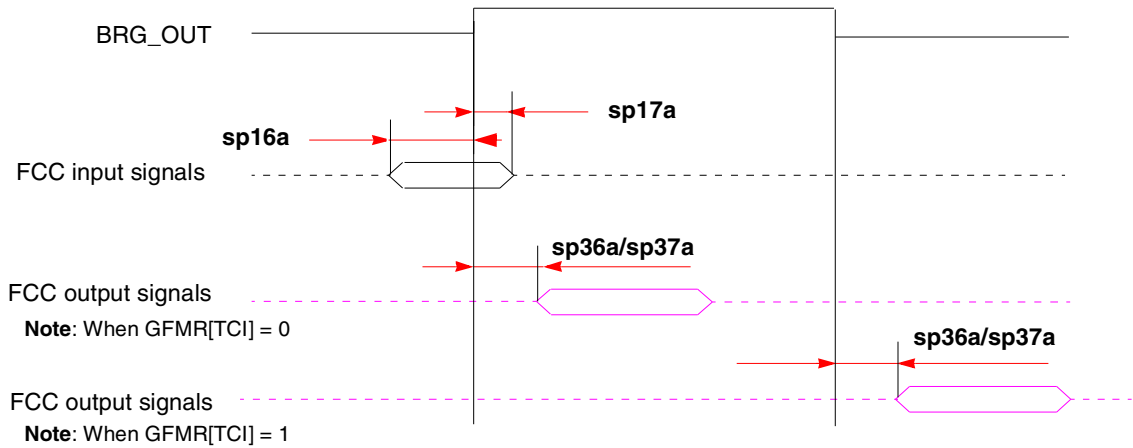 BRG_OUT
sp17a
sp16a
FCC input signals
sp36a/sp37a
FCC output signals
Note: When GFMR[TCI] = 0
sp36a/sp37a
FCC output signals
Note: When GFMR[TCI] = 1